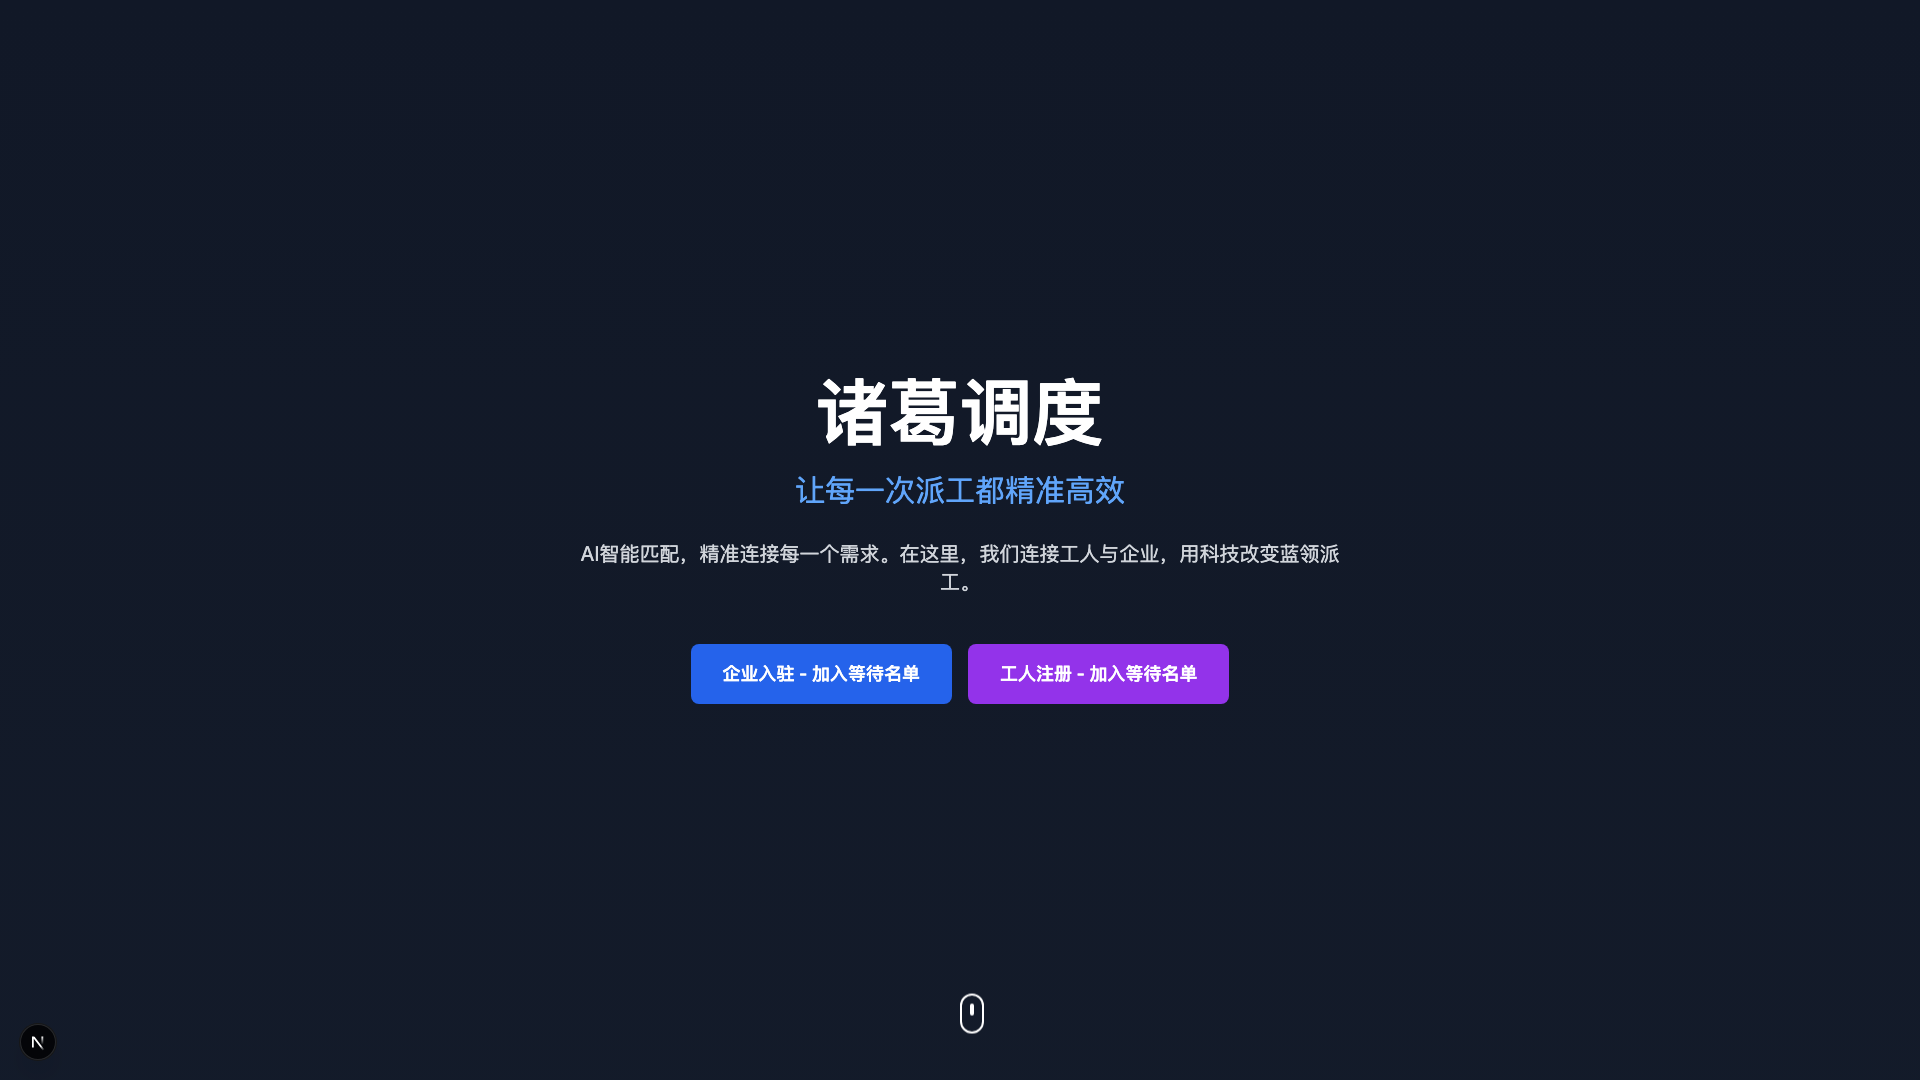 诸葛调度
让每一次派工都精准高效
AI智能匹配，精准连接每一个需求。在这里，我们连接工人与企业，用科技改变蓝领派
工。
企业入驻 - 加入等待名单
工人注册 - 加入等待名单
N